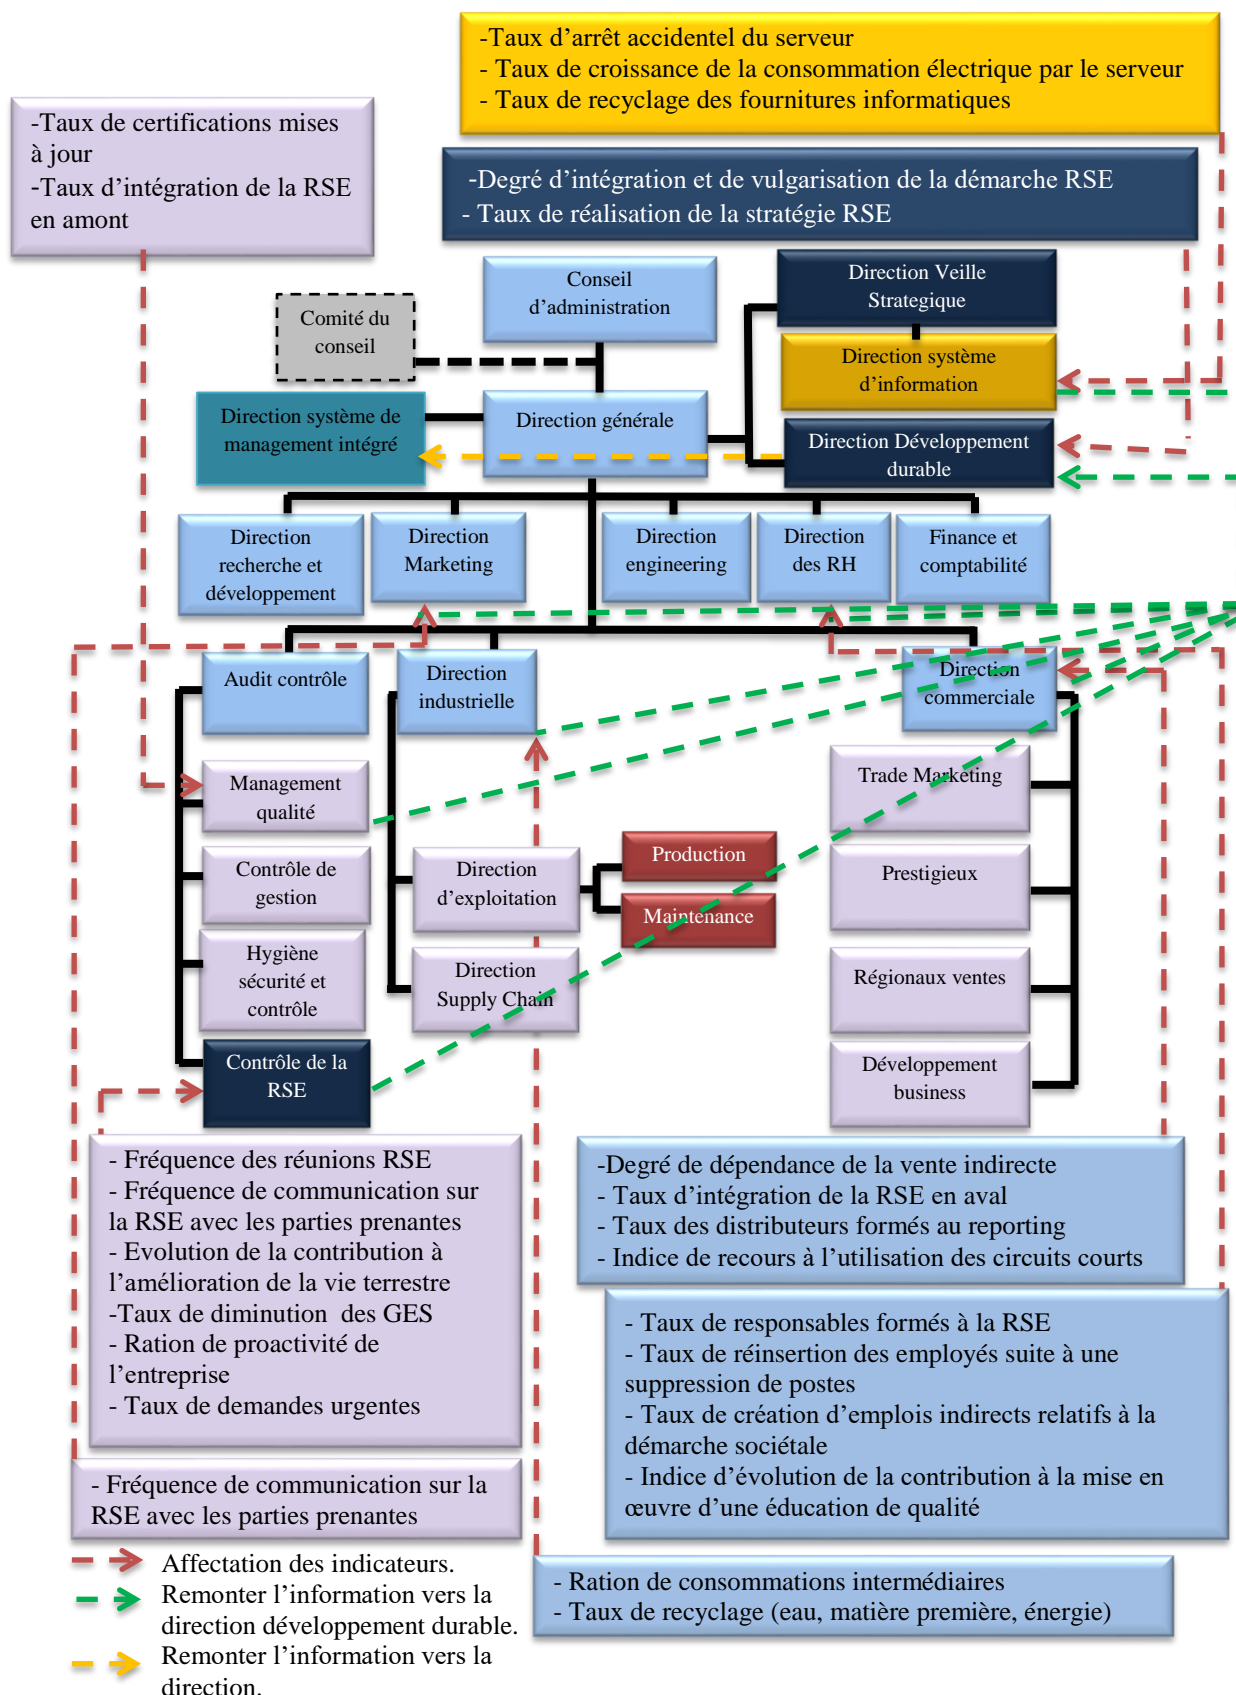 -Taux d’arrêt accidentel du serveur
- Taux de croissance de la consommation électrique par le serveur
- Taux de recyclage des fournitures informatiques
-Taux de certifications mises
à jour
-Taux d’intégration de la RSE
en amont
-Degré d’intégration et de vulgarisation de la démarche RSE
- Taux de réalisation de la stratégie RSE
Conseil
d’administration
Direction Veille
Strategique
Comité du
conseil
Direction système
d’information
Direction système de
management intégré
Direction générale
Direction Développement
durable
Direction
recherche et
développement
Direction
Marketing
Direction
engineering
Direction
des RH
Finance et
comptabilité
Audit contrôle
Direction
industrielle
Direction
commerciale
Management
qualité
Trade Marketing
Contrôle de
gestion
Direction
d’exploitation
Production
Maintenance
Prestigieux
Hygiène
sécurité et
contrôle
Direction
Supply Chain
Régionaux ventes
Contrôle de la
RSE
Développement
business
- Fréquence des réunions RSE
- Fréquence de communication sur
la RSE avec les parties prenantes
- Evolution de la contribution à
l’amélioration de la vie terrestre
-Taux de diminution  des GES
- Ration de proactivité de
l’entreprise
- Taux de demandes urgentes
-Degré de dépendance de la vente indirecte
- Taux d’intégration de la RSE en aval
- Taux des distributeurs formés au reporting
- Indice de recours à l’utilisation des circuits courts
- Taux de responsables formés à la RSE
- Taux de réinsertion des employés suite à une
suppression de postes
- Taux de création d’emplois indirects relatifs à la
démarche sociétale
- Indice d’évolution de la contribution à la mise en
œuvre d’une éducation de qualité
- Fréquence de communication sur la
RSE avec les parties prenantes
- Ration de consommations intermédiaires
- Taux de recyclage (eau, matière première, énergie)
Affectation des indicateurs.
Remonter l’information vers la
direction développement durable.
Remonter l’information vers la
direction.